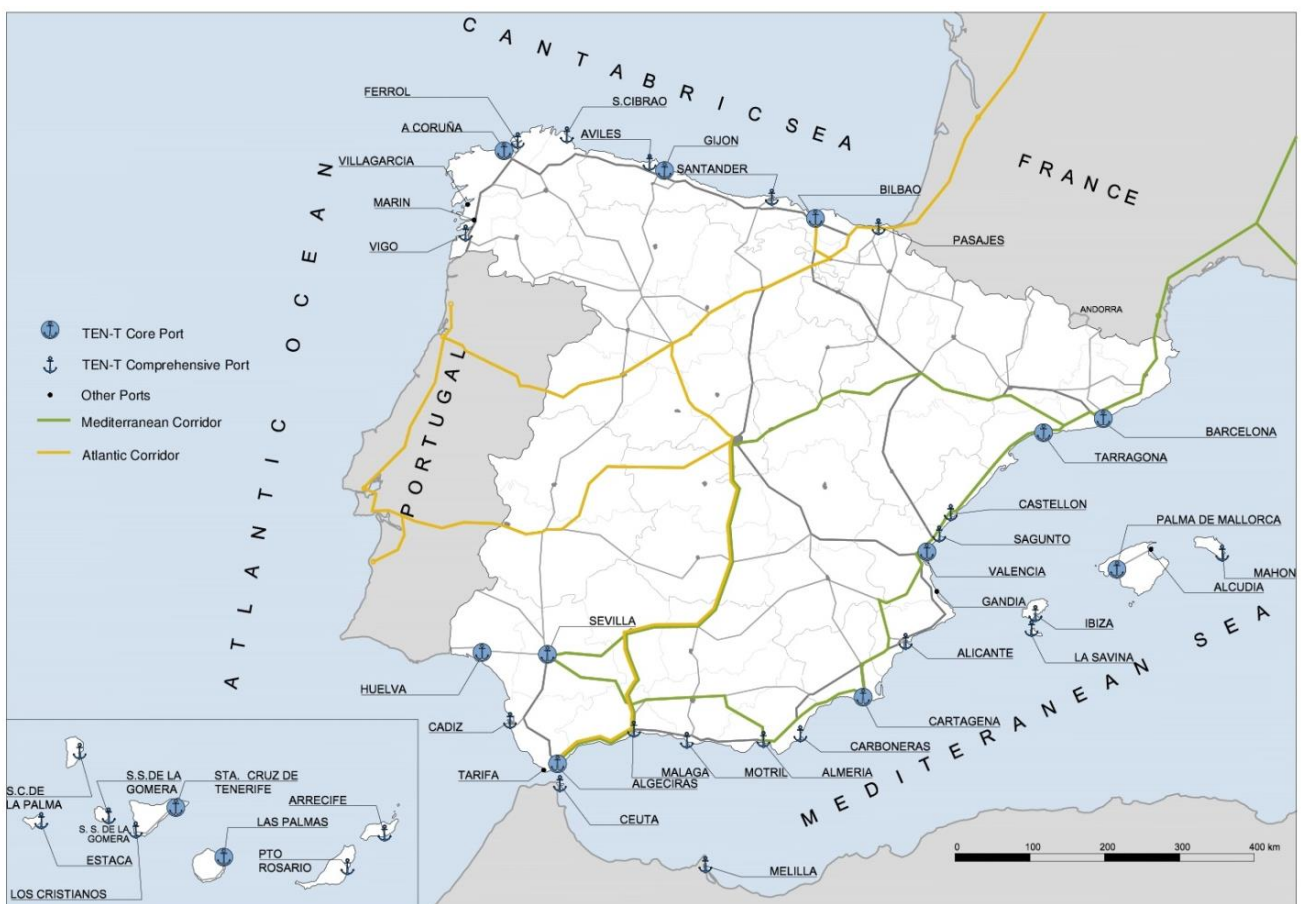 CANTABRIC SEA
FERROL
S.CIBRAO
A CORUÑA
AVILES
GIJON
VILLAGARCIA
SANTANDER
BILBAO
FRANCE
MARIN
VIGO
PASAJES
ANDORRA
ATLANTIC OCEAN
TEN-T Core Port
TEN-T Comprehensive Port
Other Ports
Mediterranean Corridor
Atlantic Corridor
PORTUGAL
BARCELONA
TARRAGONA
CASTELLON
PALMA DE MALLORCA
SAGUNTO
VALENCIA
MAHON
ALCUDIA
GANDIA
IBIZA
SEVILLA
ALICANTE
LA SAVINA
HUELVA
MEDITERANEAN SEA
CADIZ
CARTAGENA
CARBONERAS
TARIFA
MALAGA
MOTRIL
ALMERIA
ALGECIRAS
CEUTA
MELILLA
S.C.DE
LA PALMA
S.S.DE LA
GOMERA
STA. CRUZ DE
TENERIFE
ARRECIFE
LAS PALMAS
S. S. DE LA
GOMERA
ESTACA
PTO
ROSARIO
LOS CRISTIANOS
0 100 200 300 400 km